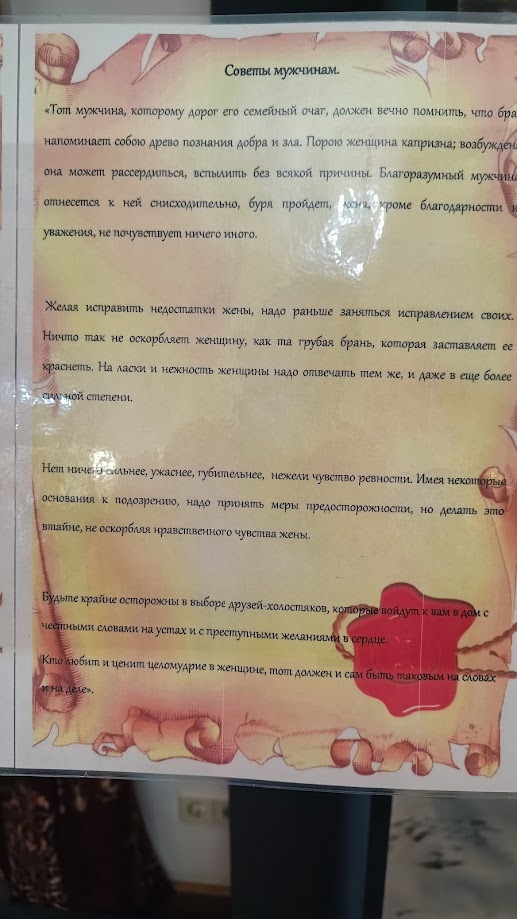 Советы мужчинам.
«Тот мужчина, которому дорог его семейный очаг, должен вечно помнить, что бра
напоминает собою древо познания добра и зла. Порою женщина капризна; возбужден
она может рассердиться, вспылить без всякой причины. Благоразумный мужчина
отнесется к ней снисходительно, буря пройдет, жена, кроме благодарности и
уважения, не почувствует ничего иного.
Желая исправить недостатки жены, надо раньше заняться исправлением своих.
Ничто так не оскорбляет женщину, как та грубая брань, которая заставляет ее
краснеть. На ласки и нежность женщины надо отвечать тем же, и даже в еще более
сильной степени.
Нет ничего сильнее, ужаснее, губительнее, нежели чувство ревности. Имея некоторые
основания к подозрению, надо принять меры предосторожности, но делать это
втайне, не оскорбляя нравственного чувства жены.
Будьте крайне осторожны в выборе друзей-холостяков, которые войдут к вам в дом с
честными словами на устах и с преступными желаниями в сердце.
Кто любит и ценит целомудрие в женщине, тот должен и сам быть таковым на словах
и на деле».